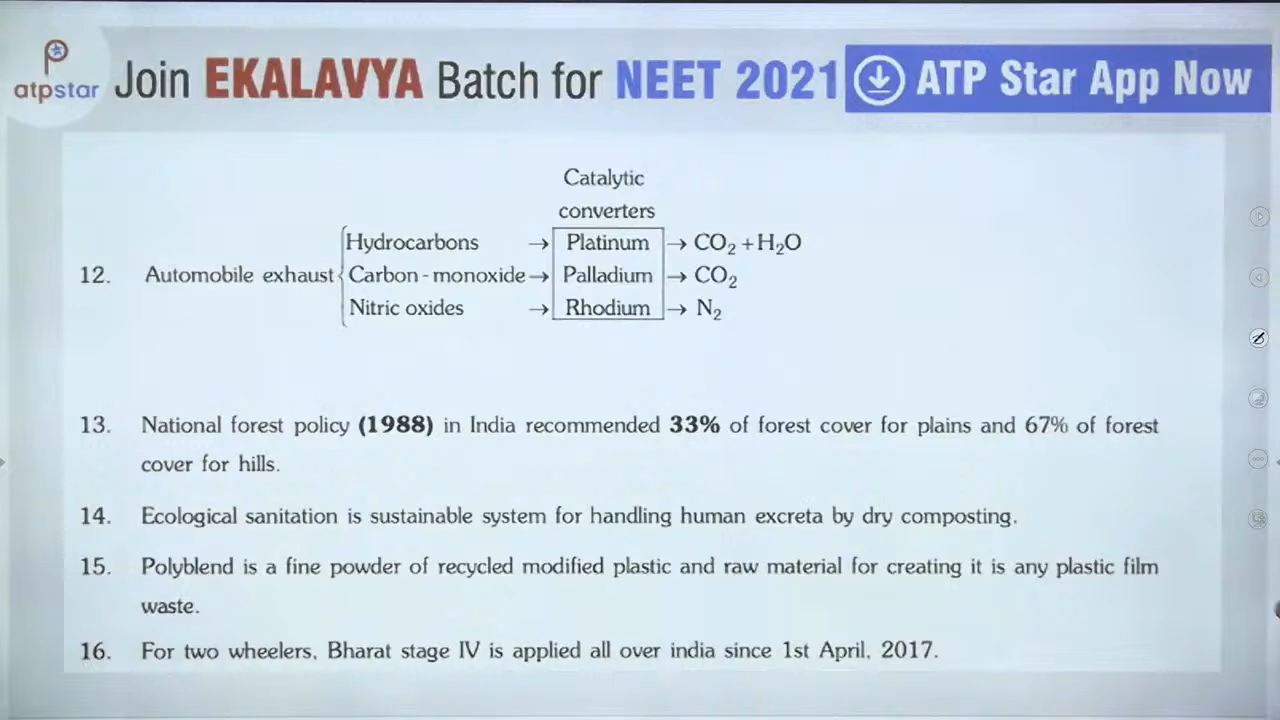 atpstar
Join EKALAVYA Batch for NEET 2021 ATP Star App Now
Catalytic
converters
Hydrocarbons → Platinum → CO₂ + H₂O
12. Automobile exhaust Carbon - monoxide → Palladium → CO₂
Nitric oxides → Rhodium → N₂
13. National forest policy (1988) in India recommended 33% of forest cover for plains and 67% of forest
cover for hills.
14. Ecological sanitation is sustainable system for handling human excreta by dry composting.
15. Polyblend is a fine powder of recycled modified plastic and raw material for creating it is any plastic film
waste.
16. For two wheelers, Bharat stage IV is applied all over india since 1st April, 2017.